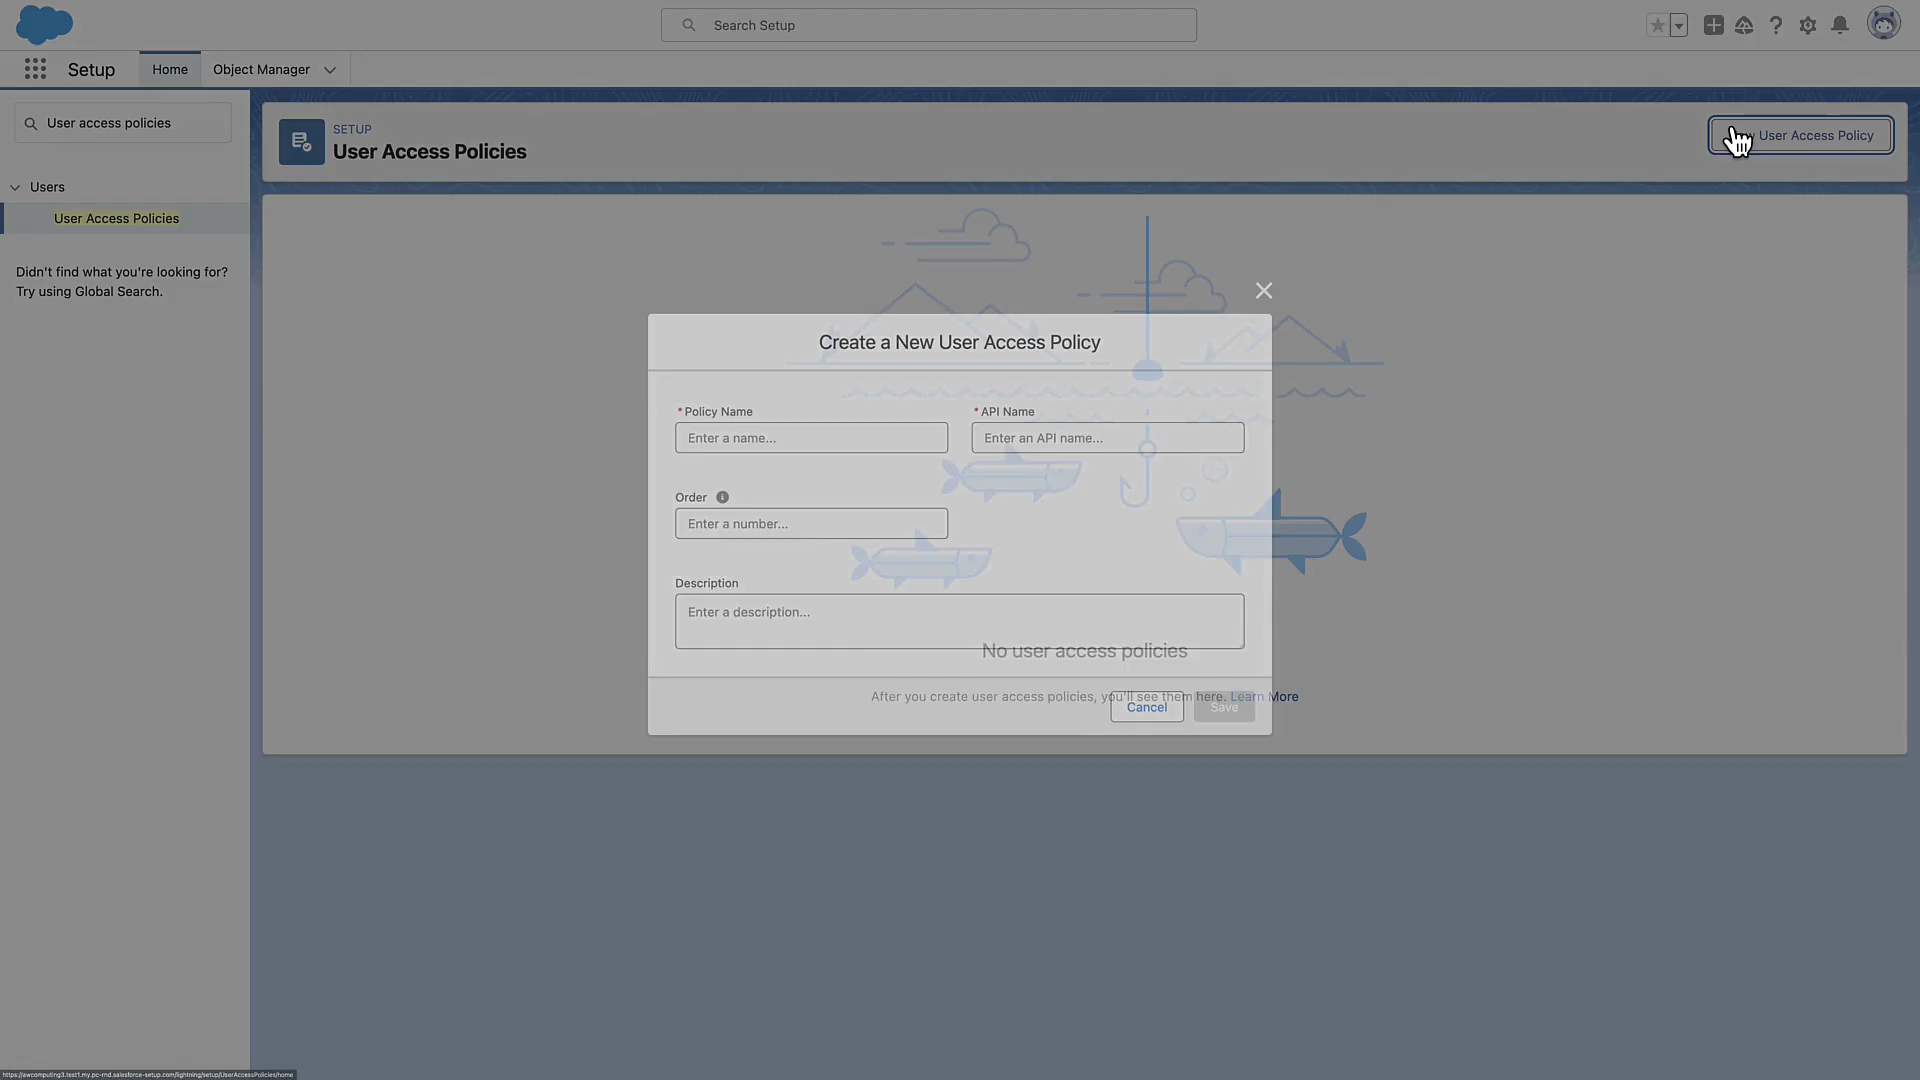 Search Setup
Setup
Home
Object Manager
User access policies
SETUP
User Access Policies
User Access Policy
Users
User Access Policies
Didn't find what you're looking for?
Try using Global Search.
Create a New User Access Policy
* Policy Name
* API Name
Enter a name...
Enter an API name...
Order
Enter a number...
Description
Enter a description...
No user access policies
After you create user access policies, you'll see them here. Learn More
Cancel
Save
https://awcomputing3.test1.my.pc-rnd.salesforce-setup.com/lightning/setup/UserAccessPolicies/home